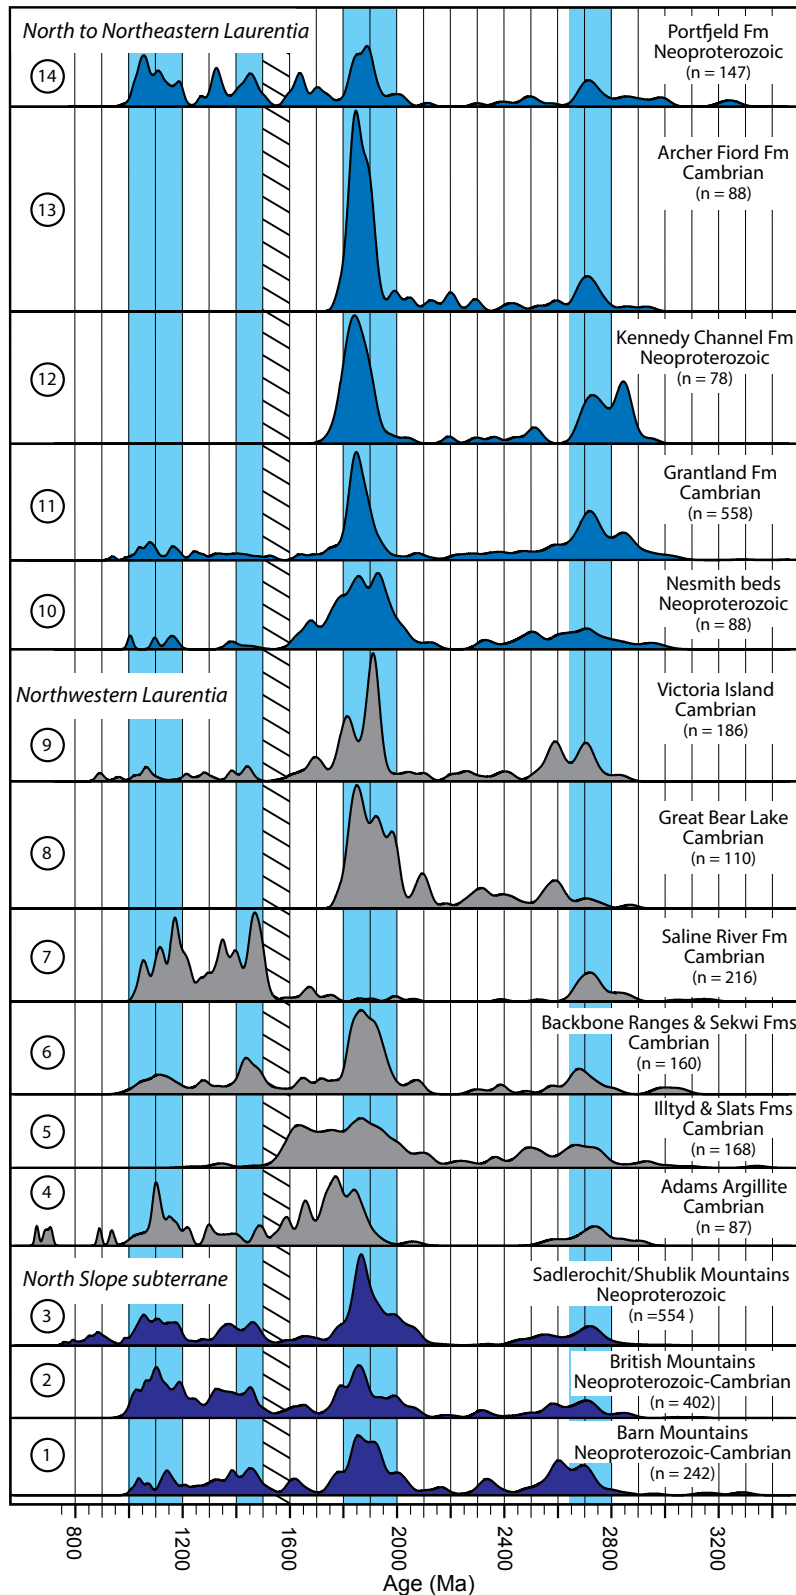 North to Northeastern Laurentia
Portfjeld Fm
Neoproterozoic
(n = 147)
14
Archer Fiord Fm
Cambrian
(n = 88)
13
Kennedy Channel Fm
Neoproterozoic
(n = 78)
12
Grantland Fm
Cambrian
(n = 558)
11
Nesmith beds
Neoproterozoic
(n = 88)
10
Northwestern Laurentia
Victoria Island
Cambrian
(n = 186)
9
Great Bear Lake
Cambrian
(n = 110)
8
Saline River Fm
Cambrian
(n = 216)
7
Backbone Ranges & Sekwi Fms
Cambrian
(n = 160)
6
Illtyd & Slats Fms
Cambrian
(n = 168)
5
Adams Argillite
Cambrian
(n = 87)
4
North Slope subterrane
Sadlerochit/Shublik Mountains
Neoproterozoic
(n =554 )
3
British Mountains
Neoproterozoic-Cambrian
(n = 402)
2
Barn Mountains
Neoproterozoic-Cambrian
(n = 242)
1
800 1200 1600 2000 2400 2800 3200
Age (Ma)